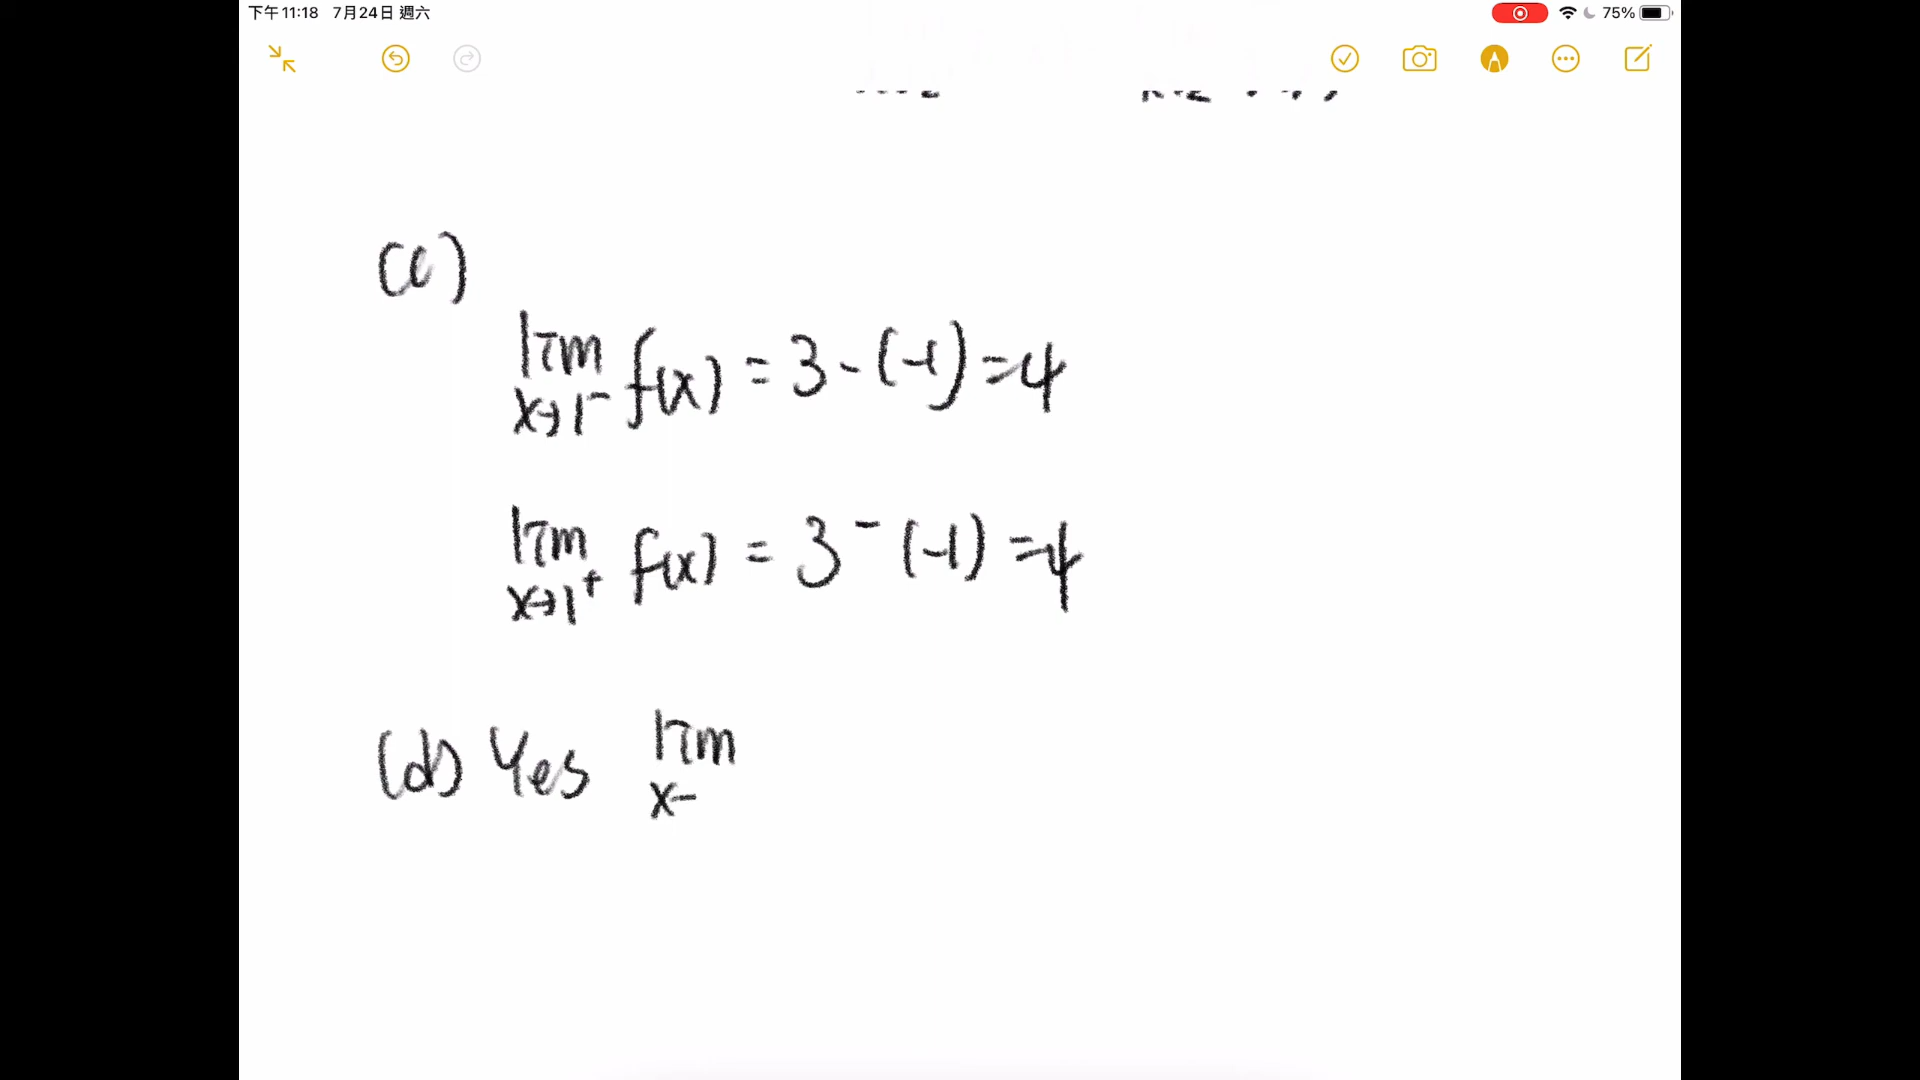 下午11:18 7月24日 週六
75%
(c)
lim f(x) = 3 - (-1) = 4
x→1⁻
lim f(x) = 3 - (-1) = 4
x→1⁺
(d) Yes lim
x-